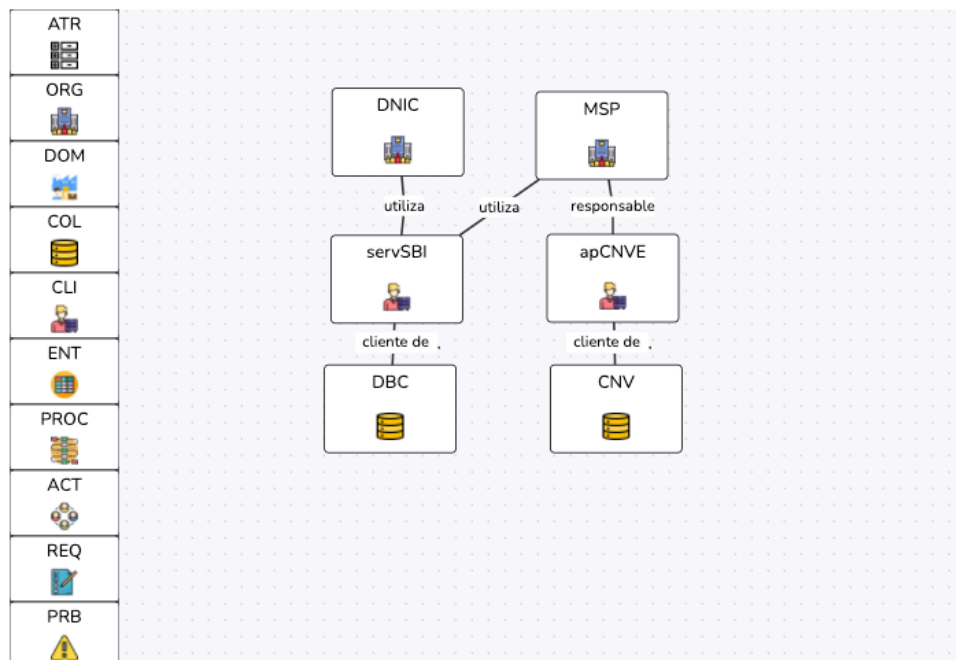 ATR
ORG
DOM
COL
CLI
ENT
PROC
ACT
REQ
PRB
DNIC
MSP
utiliza
utiliza
responsable
servSBI
apCNVE
cliente de .
cliente de .
DBC
CNV